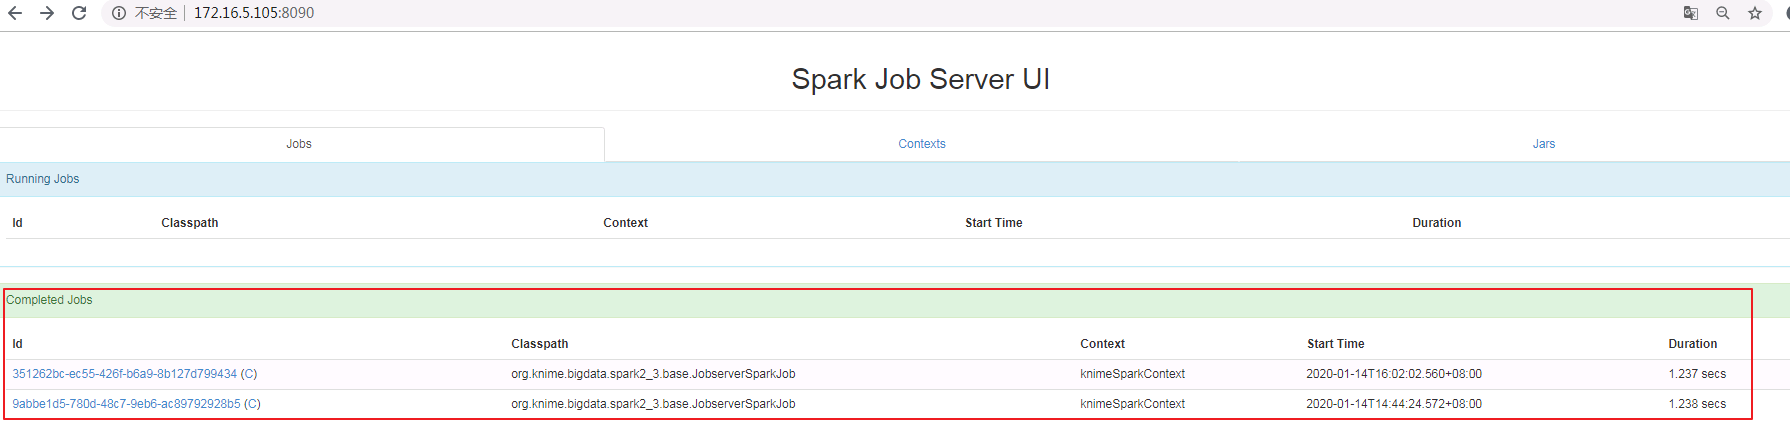 不安全 172.16.5.105:8090
Spark Job Server UI
Jobs Contexts Jars
Running Jobs
Id Classpath Context Start Time Duration
Completed Jobs
Id Classpath Context Start Time Duration
351262bc-ec55-426f-b6a9-8b127d799434 (C) org.knime.bigdata.spark2_3.base.JobserverSparkJob knimeSparkContext 2020-01-14T16:02:02.560+08:00 1.237 secs
9abbe1d5-780d-48c7-9eb6-ac89792928b5 (C) org.knime.bigdata.spark2_3.base.JobserverSparkJob knimeSparkContext 2020-01-14T14:44:24.572+08:00 1.238 secs